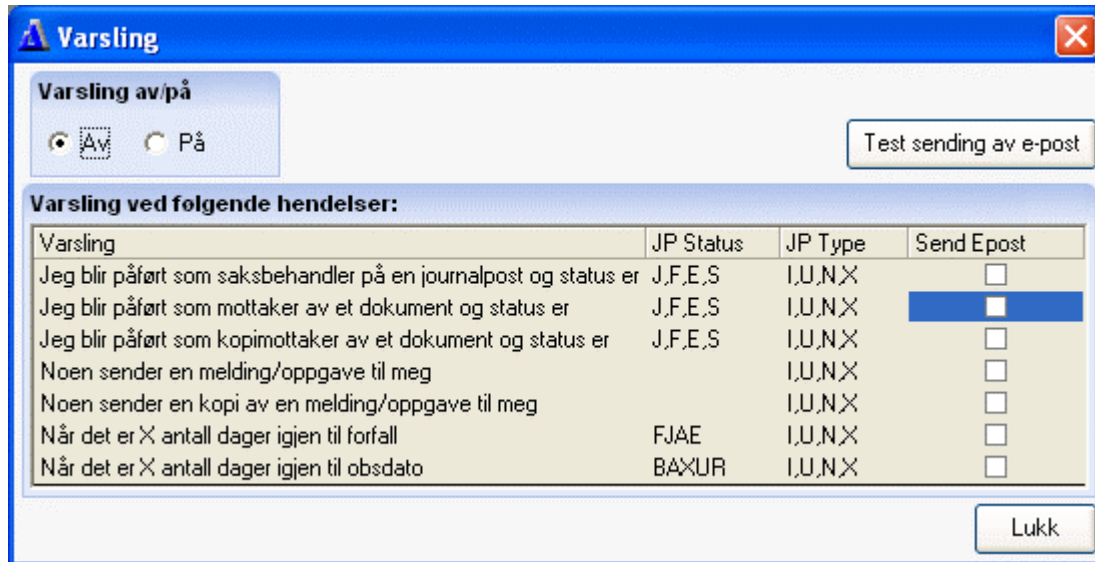 Varsling
Varsling av/på
Av På
Test sending av e-post
Varsling ved følgende hendelser:
Varsling JP Status JP Type Send Epost
Jeg blir påført som saksbehandler på en journalpost og status er J,F,E,S I,U,N,X
Jeg blir påført som mottaker av et dokument og status er J,F,E,S I,U,N,X
Jeg blir påført som kopimottaker av et dokument og status er J,F,E,S I,U,N,X
Noen sender en melding/oppgave til meg I,U,N,X
Noen sender en kopi av en melding/oppgave til meg I,U,N,X
Når det er X antall dager igjen til forfall FJAE I,U,N,X
Når det er X antall dager igjen til obsdato BAXUR I,U,N,X
Lukk